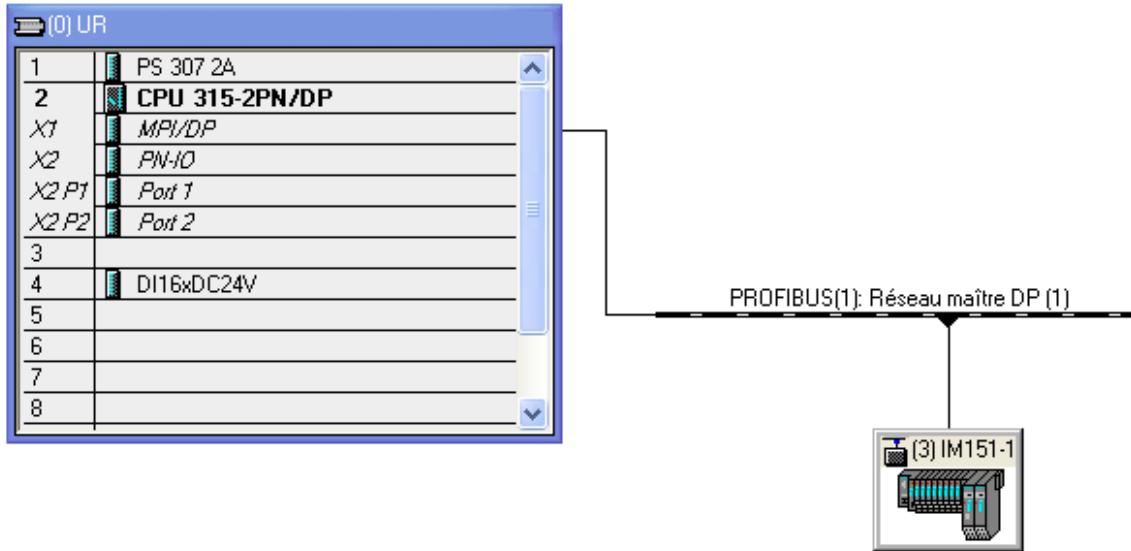 (0) UR
1 PS 307 2A
2 CPU 315-2PN/DP
X1 MPI/DP
X2 PN-IO
X2 P1 Port 1
X2 P2 Port 2
3
4 DI16xDC24V
5
6
7
8
PROFIBUS(1): Réseau maître DP (1)
(3) IM151-1